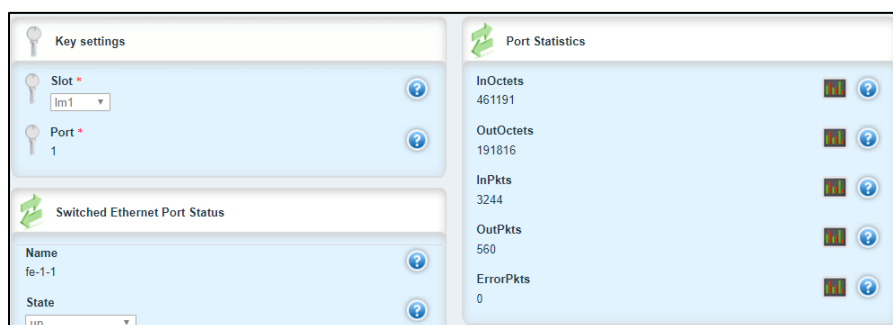 Key settings
Slot *
lm1
Port *
1
Switched Ethernet Port Status
Name
fe-1-1
State
up
Port Statistics
InOctets
461191
OutOctets
191816
InPkts
3244
OutPkts
560
ErrorPkts
0